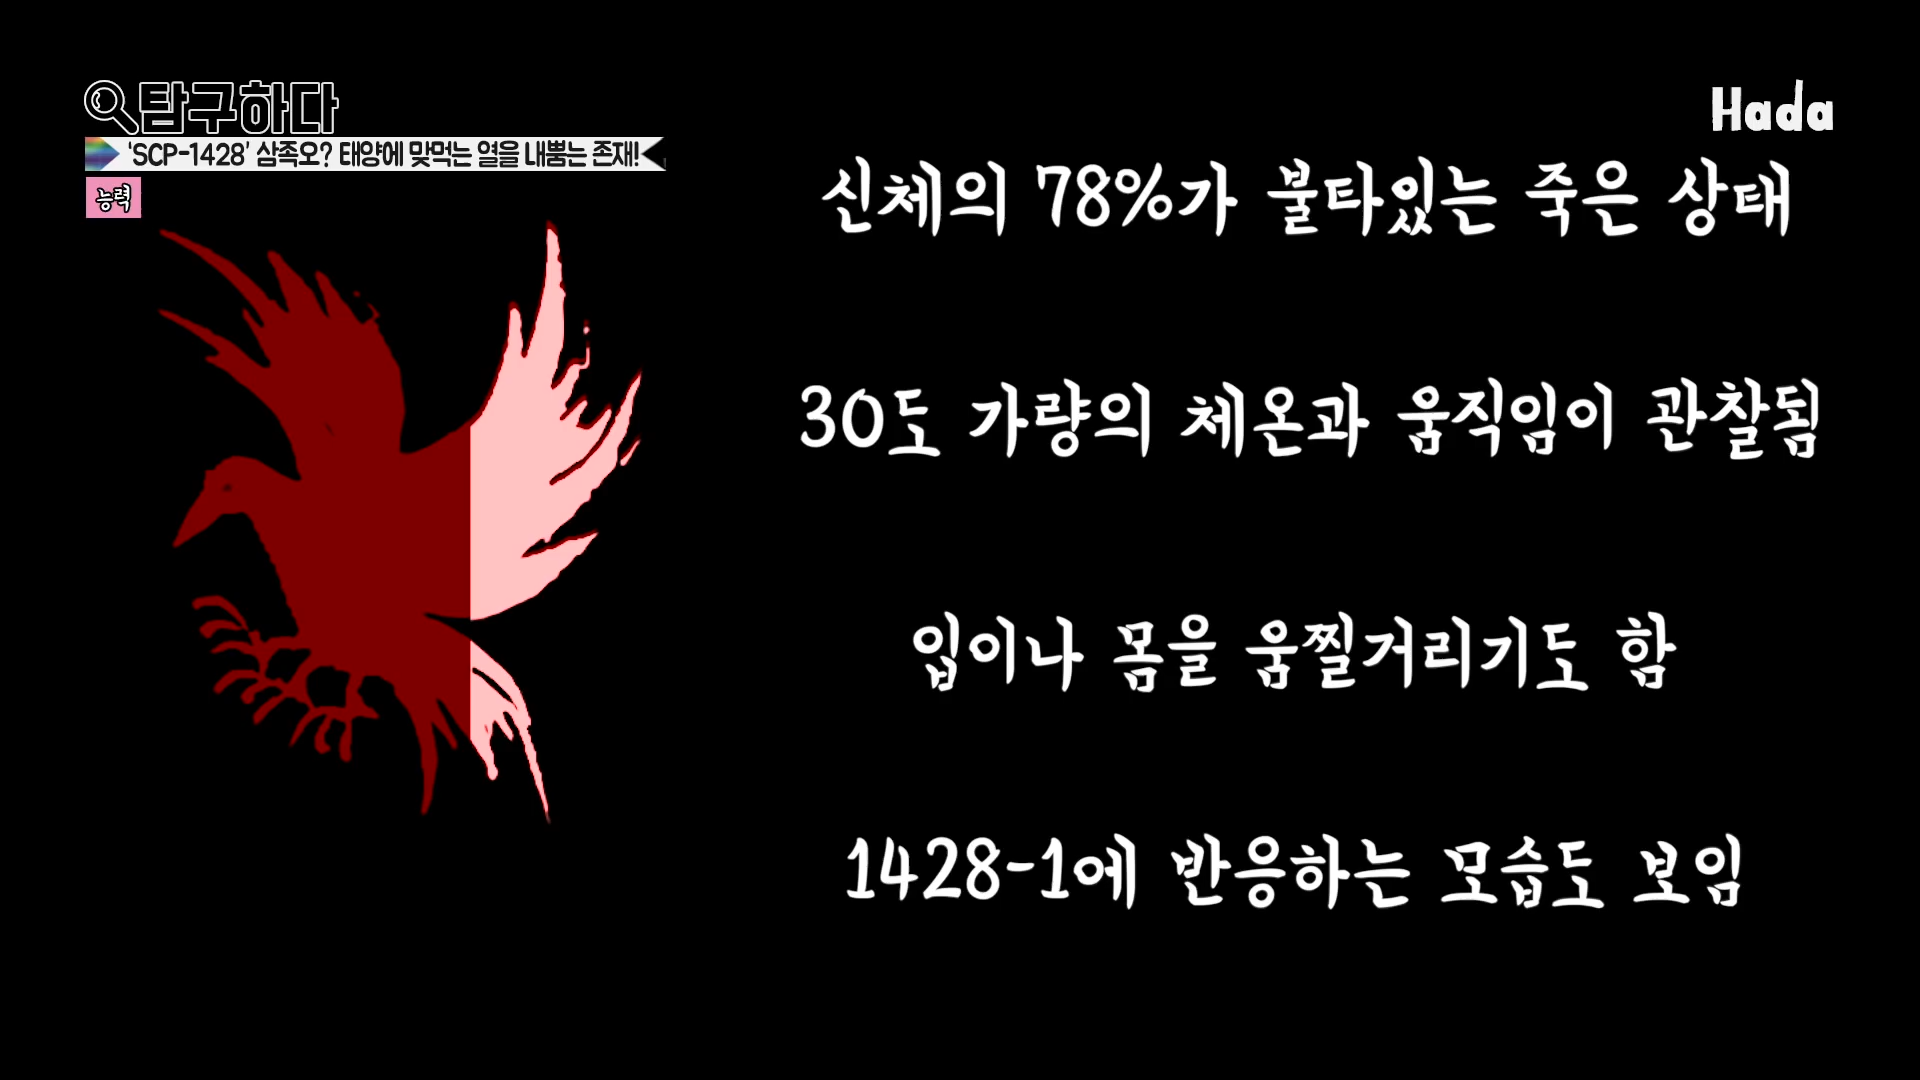 탐구하다
Hada
'SCP-1428' 삼족오? 태양에 맞먹는 열을 내뿜는 존재!
능력
신체의 78%가 불타있는 죽은 상태
30도 가량의 체온과 움직임이 관찰됨
입이나 몸을 움찔거리기도 함
1428-1에 반응하는 모습도 보임